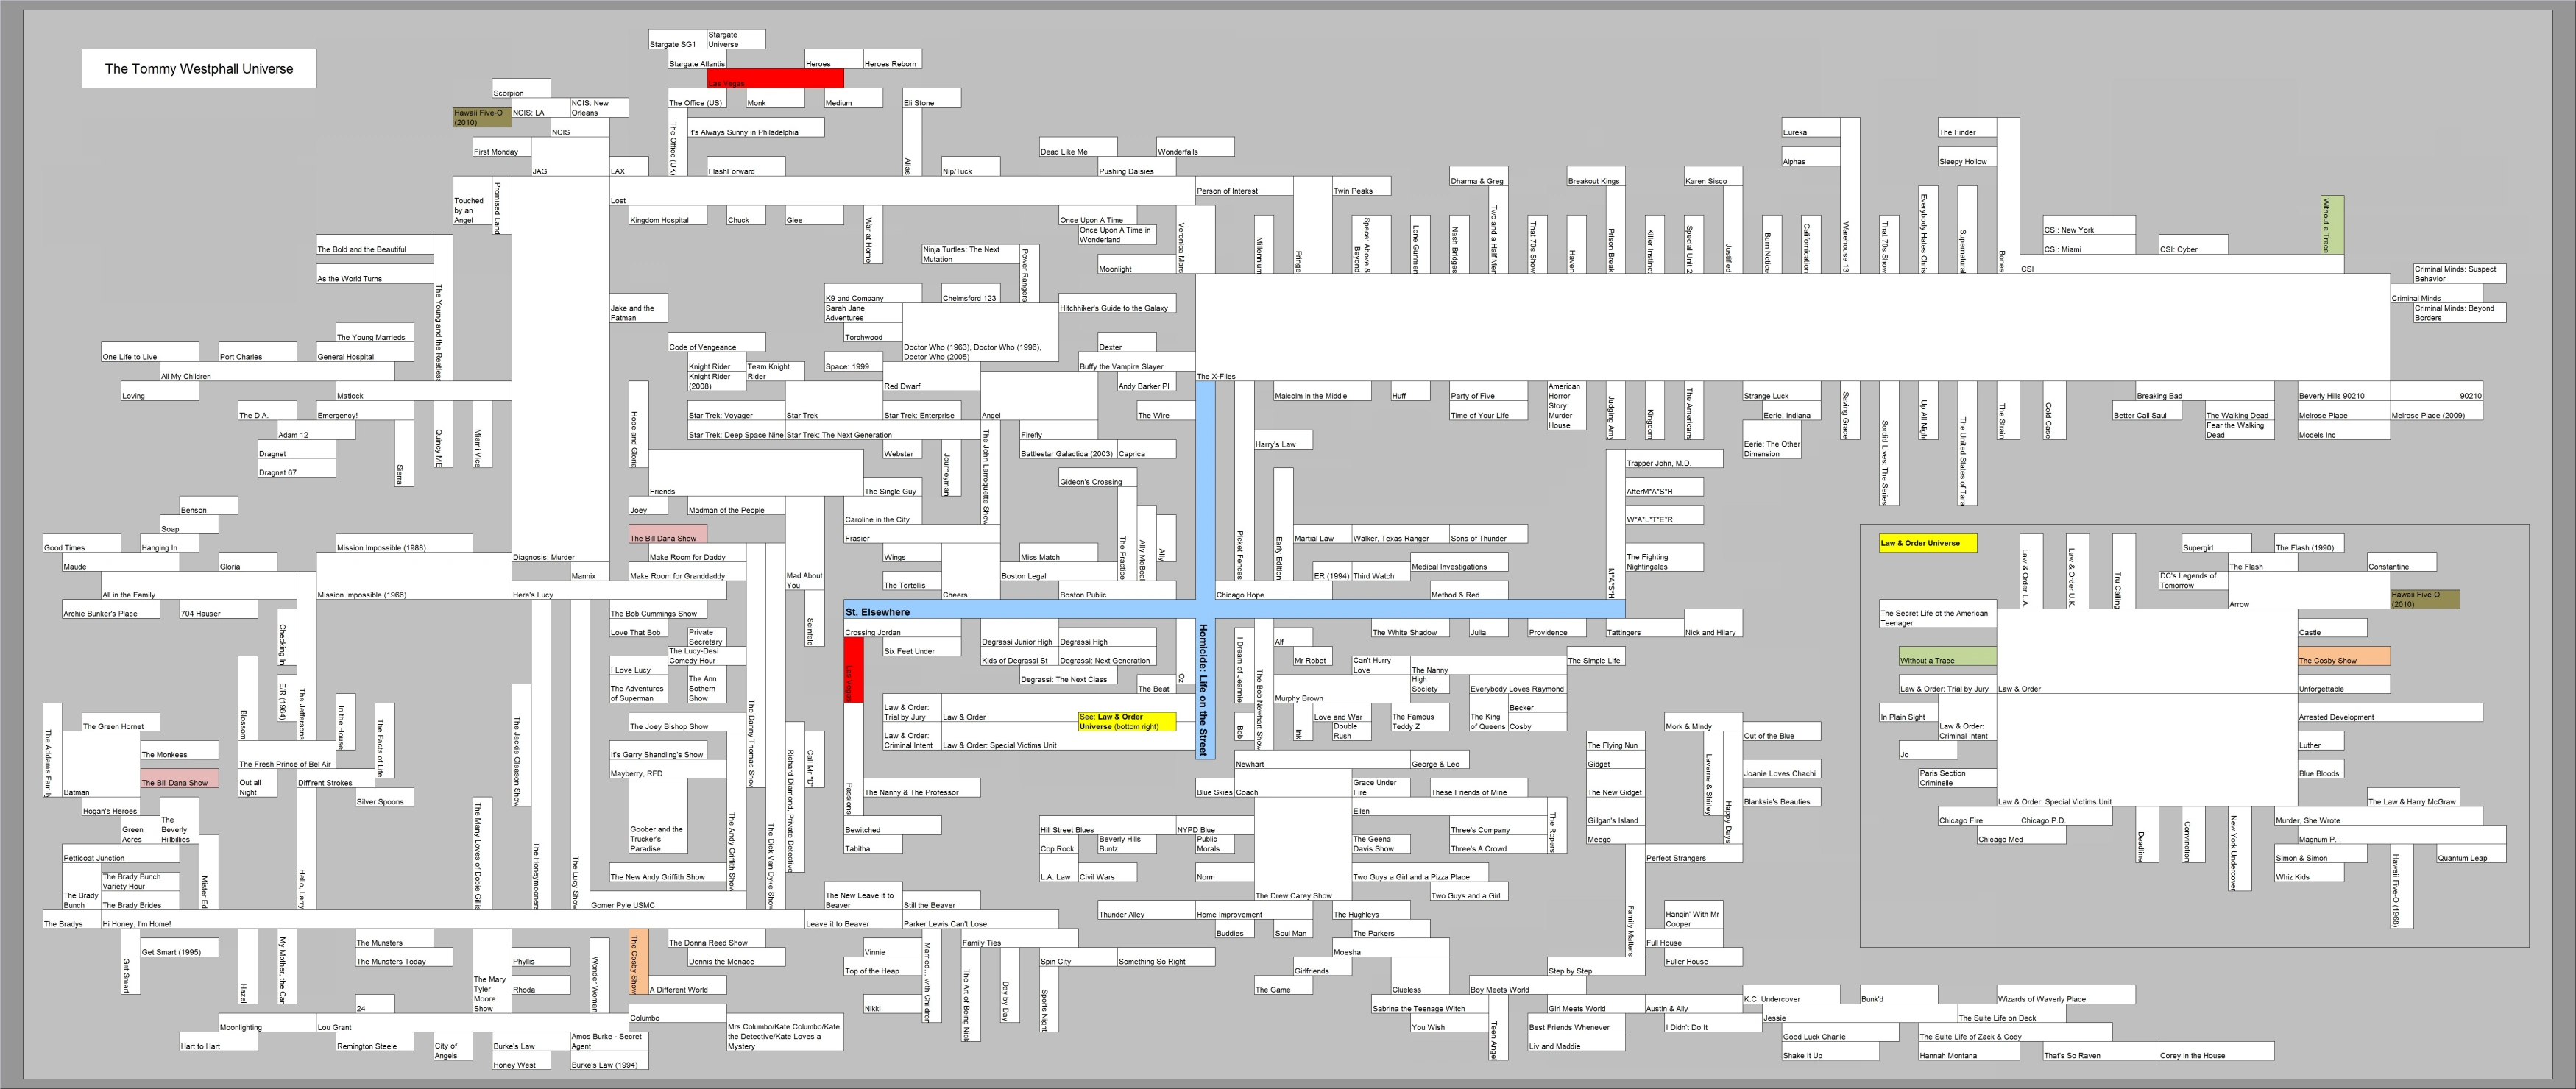 The Tommy Westphall Universe
Stargate SG1
Stargate
Universe
Stargate Atlantis
Heroes
Heroes Reborn
Las Vegas
Scorpion
The Office (US)
Monk
Medium
Eli Stone
Hawaii Five-O
(2010)
NCIS: LA
NCIS: New
Orleans
NCIS
The Office (UK)
It's Always Sunny in Philadelphia
Alias
First Monday
JAG
LAX
FlashForward
Nip/Tuck
Dead Like Me
Wonderfalls
Pushing Daisies
Touched
by an
Angel
Promised Land
Lost
Person of Interest
Twin Peaks
Kingdom Hospital
Chuck
Glee
War at Home
Once Upon A Time
Once Upon A Time in
Wonderland
Veronica Mars
Ninja Turtles: The Next
Mutation
Power Rangers
Moonlight
Millennium
Fringe
Space: Above &
Beyond
Lone Gunmen
Dharma & Greg
Nash Bridges
Two and a Half Men
That 70s Show
Haven
Breakout Kings
Prison Break
Killer Instinct
Karen Sisco
Special Unit 2
Justified
Burn Notice
Californication
Eureka
Alphas
Warehouse 13
That 70s Show
Everybody Hates Chris
Supernatural
The Finder
Sleepy Hollow
Bones
CSI: New York
CSI: Miami
CSI: Cyber
CSI
Without a Trace
Criminal Minds: Suspect
Behavior
Criminal Minds
Criminal Minds: Beyond
Borders
The Bold and the Beautiful
As the World Turns
The Young and the Restless
The Young Marrieds
One Life to Live
Port Charles
General Hospital
All My Children
Loving
Matlock
The D.A.
Emergency!
Adam 12
Dragnet
Dragnet 67
Sierra
Quincy ME
Miami Vice
Jake and the
Fatman
K9 and Company
Chelmsford 123
Sarah Jane
Adventures
Torchwood
Hitchhiker's Guide to the Galaxy
Doctor Who (1963), Doctor Who (1996),
Doctor Who (2005)
Code of Vengeance
Knight Rider
Team Knight
Rider
Knight Rider
(2008)
Space: 1999
Red Dwarf
Dexter
Buffy the Vampire Slayer
Andy Barker PI
The X-Files
Hope and Gloria
Star Trek: Voyager
Star Trek
Star Trek: Enterprise
Angel
The Wire
Star Trek: Deep Space Nine
Star Trek: The Next Generation
Firefly
Webster
Journeyman
The John Larroquette Show
Battlestar Galactica (2003)
Caprica
Gideon's Crossing
Friends
The Single Guy
Joey
Madman of the People
Caroline in the City
Frasier
The Bill Dana Show
Make Room for Daddy
Make Room for Granddaddy
Mad About
You
Seinfeld
Wings
The Tortellis
Cheers
Miss Match
Boston Legal
Boston Public
The Practice
Ally McBeal
Ally
Malcolm in the Middle
Huff
Party of Five
Time of Your Life
American
Horror
Story:
Murder
House
Judging Amy
Kingdom
The Americans
Strange Luck
Eerie, Indiana
Eerie: The Other
Dimension
Saving Grace
Sordid Lives: The Series
Up All Night
The United States of Tara
The Strain
Cold Case
Breaking Bad
Better Call Saul
The Walking Dead
Fear the Walking
Dead
Beverly Hills 90210
90210
Melrose Place
Melrose Place (2009)
Models Inc
Picket Fences
Harry's Law
Early Edition
Martial Law
Walker, Texas Ranger
Sons of Thunder
ER (1994)
Third Watch
Medical Investigations
Chicago Hope
Method & Red
M*A*S*H
Trapper John, M.D.
AfterM*A*S*H
W*A*L*T*E*R
The Fighting
Nightingales
Benson
Soap
Good Times
Hanging In
Maude
Gloria
Mission Impossible (1988)
Diagnosis: Murder
Mannix
All in the Family
Mission Impossible (1966)
Here's Lucy
Archie Bunker's Place
704 Hauser
Checking In
E/R (1984)
The Jeffersons
Blossom
In the House
The Facts of Life
The Fresh Prince of Bel Air
Out all
Night
Diff'rent Strokes
Silver Spoons
Hello, Larry
The Addams Family
The Green Hornet
The Monkees
The Bill Dana Show
Batman
Hogan's Heroes
Green
Acres
The
Beverly
Hillbillies
Petticoat Junction
Mister Ed
The Brady Bunch
Variety Hour
The Brady
Bunch
The Brady Brides
The Bradys
Hi Honey, I'm Home!
The Jackie Gleason Show
The Many Loves of Dobie Gillis
The Honeymooners
The Lucy Show
The Bob Cummings Show
Love That Bob
Private
Secretary
The Lucy-Desi
Comedy Hour
I Love Lucy
The Adventures
of Superman
The Ann
Sothern
Show
The Joey Bishop Show
It's Garry Shandling's Show
Mayberry, RFD
Goober and the
Trucker's
Paradise
The New Andy Griffith Show
The Andy Griffith Show
The Danny Thomas Show
The Dick Van Dyke Show
Richard Diamond, Private Detective
Call Mr "D"
Gomer Pyle USMC
The New Leave it to
Beaver
Still the Beaver
Leave it to Beaver
Parker Lewis Can't Lose
St. Elsewhere
Homicide: Life on the Street
Crossing Jordan
Six Feet Under
Las Vegas
Passions
Degrassi Junior High
Degrassi High
Kids of Degrassi St
Degrassi: Next Generation
Degrassi: The Next Class
The Beat
Oz
Law & Order:
Trial by Jury
Law & Order
See: Law & Order
Universe (bottom right)
Law & Order:
Criminal Intent
Law & Order: Special Victims Unit
The Nanny & The Professor
Bewitched
Tabitha
I Dream of Jeannie
Bob
The Bob Newhart Show
Alf
Mr Robot
The White Shadow
Julia
Providence
Tattingers
Nick and Hilary
Can't Hurry
Love
The Nanny
The Simple Life
High
Society
Everybody Loves Raymond
Murphy Brown
Ink
Love and War
Double
Rush
The Famous
Teddy Z
The King
of Queens
Becker
Cosby
Newhart
George & Leo
Blue Skies
Coach
Grace Under
Fire
These Friends of Mine
Ellen
The Ropers
Hill Street Blues
NYPD Blue
Cop Rock
Beverly Hills
Buntz
Public
Morals
L.A. Law
Civil Wars
Norm
The Geena
Davis Show
Three's Company
Three's A Crowd
Two Guys a Girl and a Pizza Place
Two Guys and a Girl
The Drew Carey Show
Thunder Alley
Home Improvement
Buddies
Soul Man
The Hughleys
The Parkers
Moesha
Girlfriends
The Game
Clueless
The Flying Nun
Gidget
The New Gidget
Gilligan's Island
Meego
Mork & Mindy
Out of the Blue
Laverne & Shirley
Happy Days
Joanie Loves Chachi
Blanksie's Beauties
Perfect Strangers
Family Matters
Hangin' With Mr
Cooper
Full House
Fuller House
Step by Step
Boy Meets World
Sabrina the Teenage Witch
You Wish
Teen Angel
Girl Meets World
Austin & Ally
Best Friends Whenever
Liv and Maddie
I Didn't Do It
K.C. Undercover
Bunk'd
Wizards of Waverly Place
Jessie
The Suite Life on Deck
Good Luck Charlie
The Suite Life of Zack & Cody
Shake It Up
Hannah Montana
That's So Raven
Corey in the House
Get Smart
Get Smart (1995)
Hazel
My Mother, the Car
The Munsters
The Munsters Today
24
The Mary
Tyler
Moore
Show
Phyllis
Rhoda
Wonder Woman
The Cosby Show
A Different World
The Donna Reed Show
Dennis the Menace
Vinnie
Top of the Heap
Nikki
Married... with Children
Family Ties
The Art of Being Nick
Day by Day
Spin City
Something So Right
Sports Night
Columbo
Mrs Columbo/Kate Columbo/Kate
the Detective/Kate Loves a
Mystery
Moonlighting
Lou Grant
Hart to Hart
Remington Steele
City of
Angels
Burke's Law
Amos Burke - Secret
Agent
Honey West
Burke's Law (1994)
Law & Order Universe
Law & Order L.A.
Law & Order U.K.
Tru Calling
Supergirl
The Flash (1990)
The Flash
Constantine
DC's Legends of
Tomorrow
Arrow
Hawaii Five-O
(2010)
The Secret Life ot the American
Teenager
Without a Trace
Law & Order: Trial by Jury
Law & Order
Castle
The Cosby Show
Unforgettable
In Plain Sight
Law & Order:
Criminal Intent
Arrested Development
Jo
Paris Section
Criminelle
Luther
Blue Bloods
Law & Order: Special Victims Unit
The Law & Harry McGraw
Chicago Fire
Chicago P.D.
Chicago Med
Deadline
Conviction
New York Undercover
Murder, She Wrote
Magnum P.I.
Simon & Simon
Whiz Kids
Hawaii Five-O (1968)
Quantum Leap